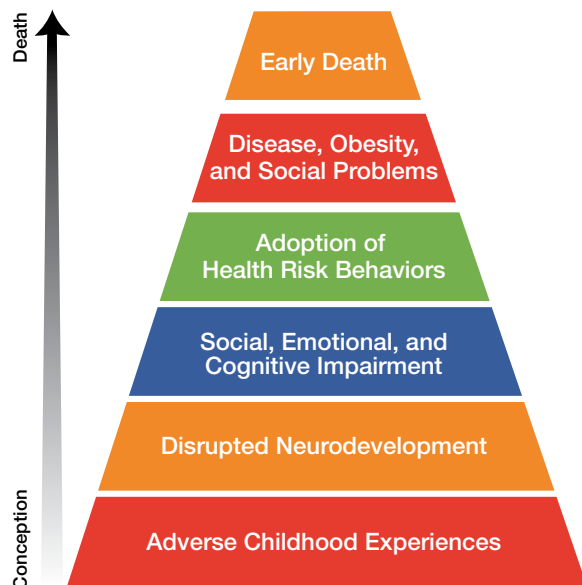 Death
Early Death
Disease, Obesity,
and Social Problems
Adoption of
Health Risk Behaviors
Social, Emotional, and
Cognitive Impairment
Disrupted Neurodevelopment
Adverse Childhood Experiences
Conception